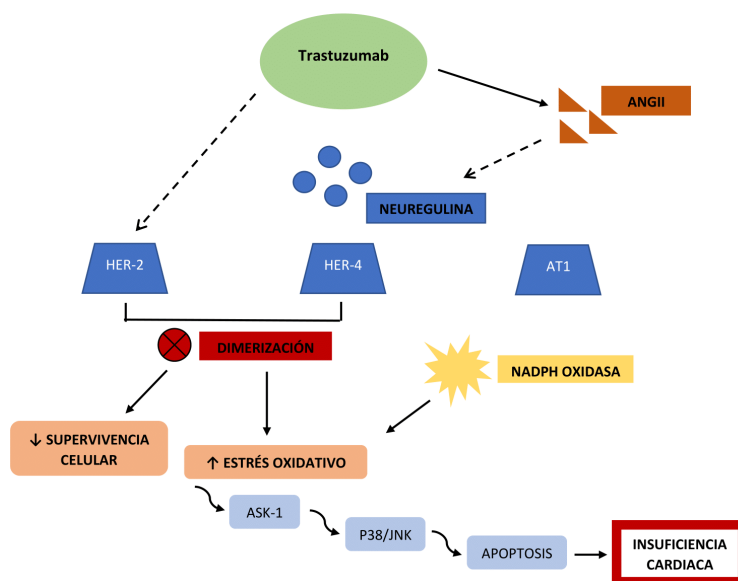 Trastuzumab
ANGII
NEUREGULINA
HER-2
HER-4
AT1
DIMERIZACIÓN
NADPH OXIDASA
↓ SUPERVIVENCIA
CELULAR
↑ ESTRÉS OXIDATIVO
ASK-1
P38/JNK
APOPTOSIS
INSUFICIENCIA
CARDIACA